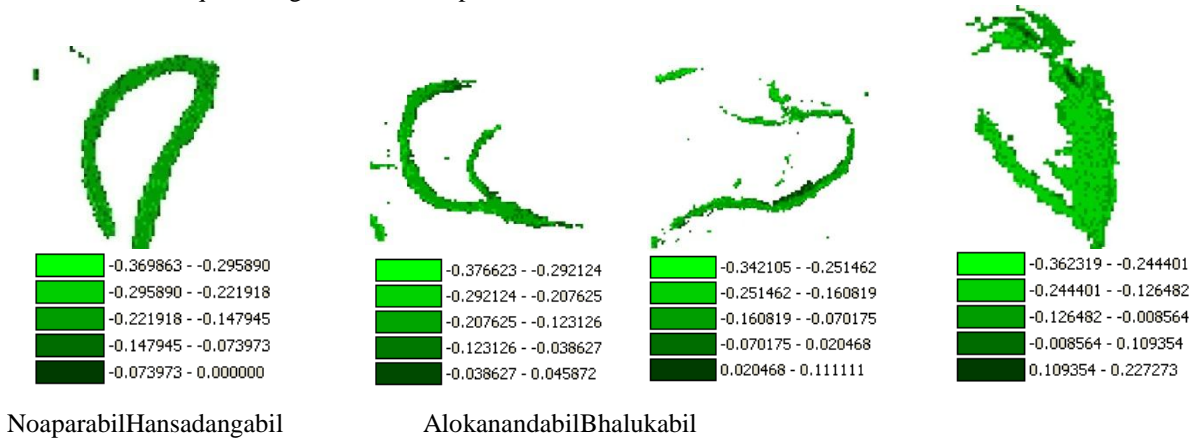 -0.369863 - -0.295890
-0.295890 - -0.221918
-0.221918 - -0.147945
-0.147945 - -0.073973
-0.073973 - 0.000000
-0.376623 - -0.292124
-0.292124 - -0.207625
-0.207625 - -0.123126
-0.123126 - -0.038627
-0.038627 - 0.045872
-0.342105 - -0.251462
-0.251462 - -0.160819
-0.160819 - -0.070175
-0.070175 - 0.020468
0.020468 - 0.111111
-0.362319 - -0.244401
-0.244401 - -0.126482
-0.126482 - -0.008564
-0.008564 - 0.109354
0.109354 - 0.227273
NoaparabilHansadangabil AlokanandabilBhalukabil